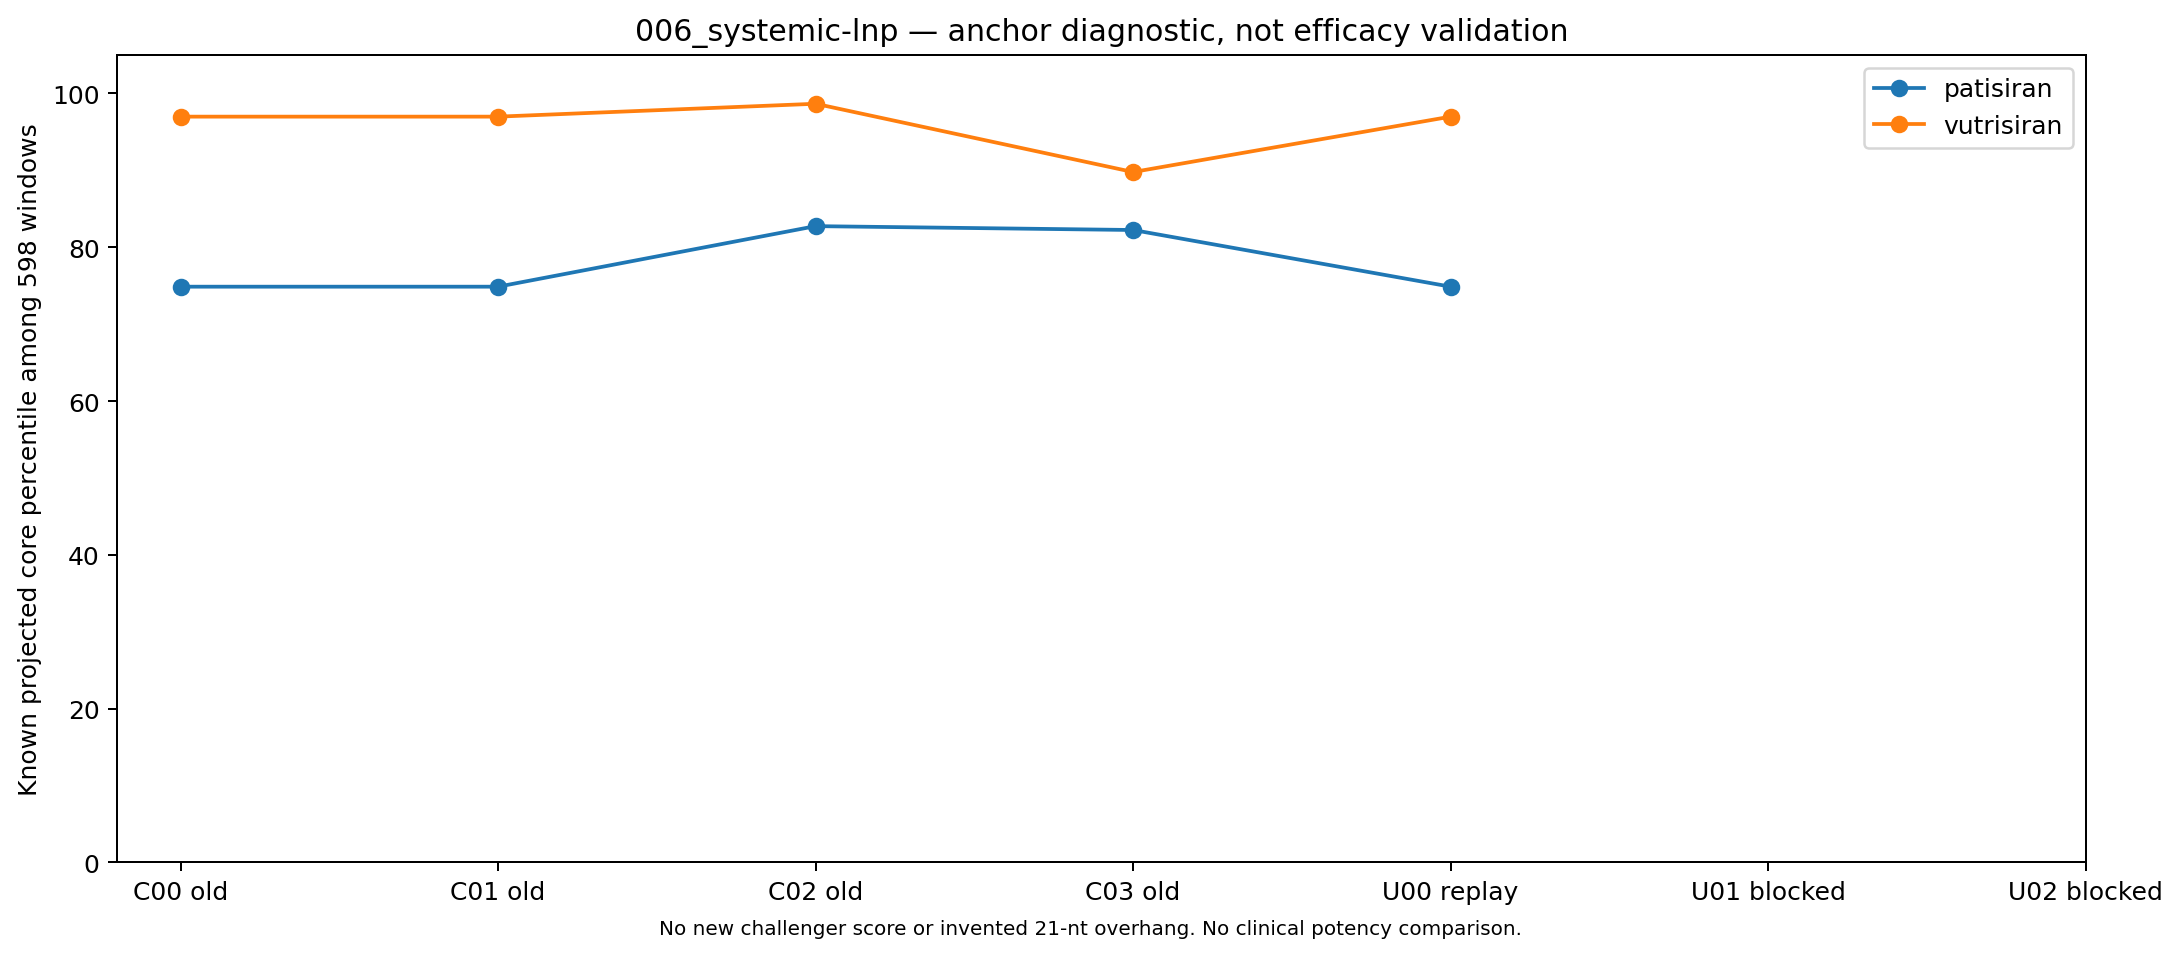 006_systemic-lnp — anchor diagnostic, not efficacy validation
Known projected core percentile among 598 windows
100
80
60
40
20
0
patisiran
vutrisiran
C00 old
C01 old
C02 old
C03 old
U00 replay
U01 blocked
U02 blocked
No new challenger score or invented 21-nt overhang. No clinical potency comparison.